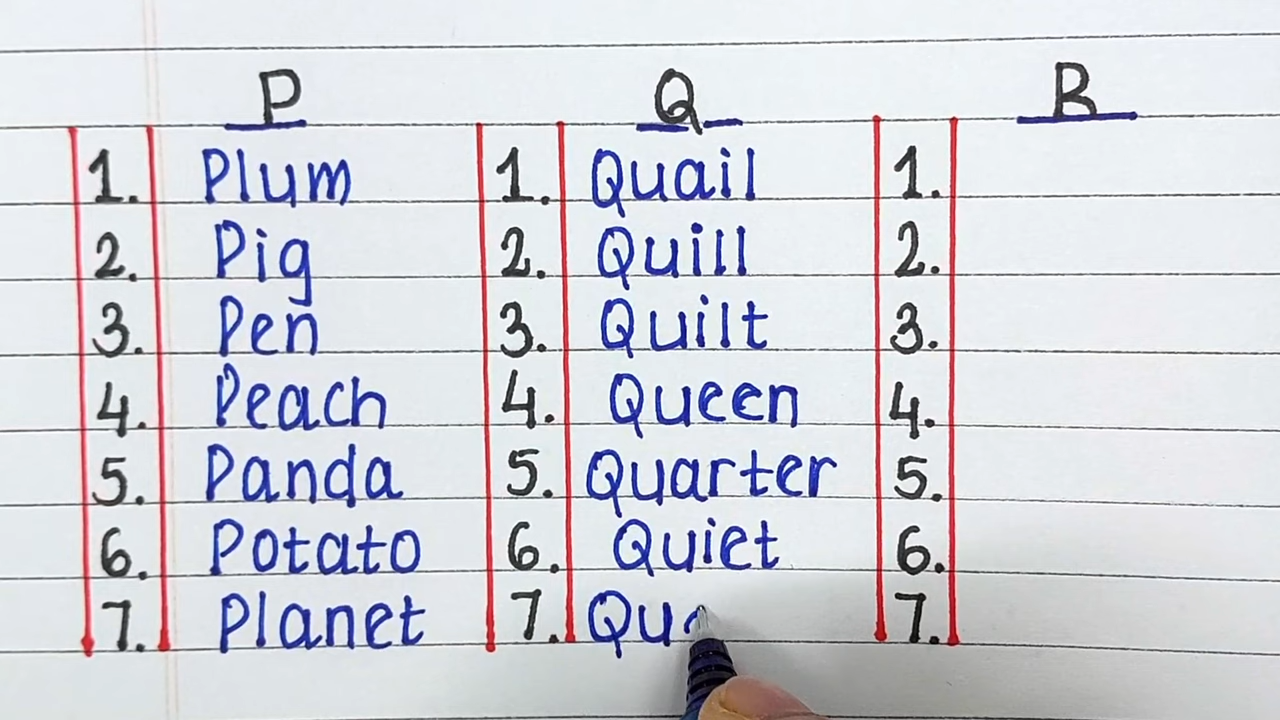 P Q R
1. Plum 1. Quail 1.
2. Pig 2. Quill 2.
3. Pen 3. Quilt 3.
4. Peach 4. Queen 4.
5. Panda 5. Quarter 5.
6. Potato 6. Quiet 6.
7. Planet 7. Qu 7.